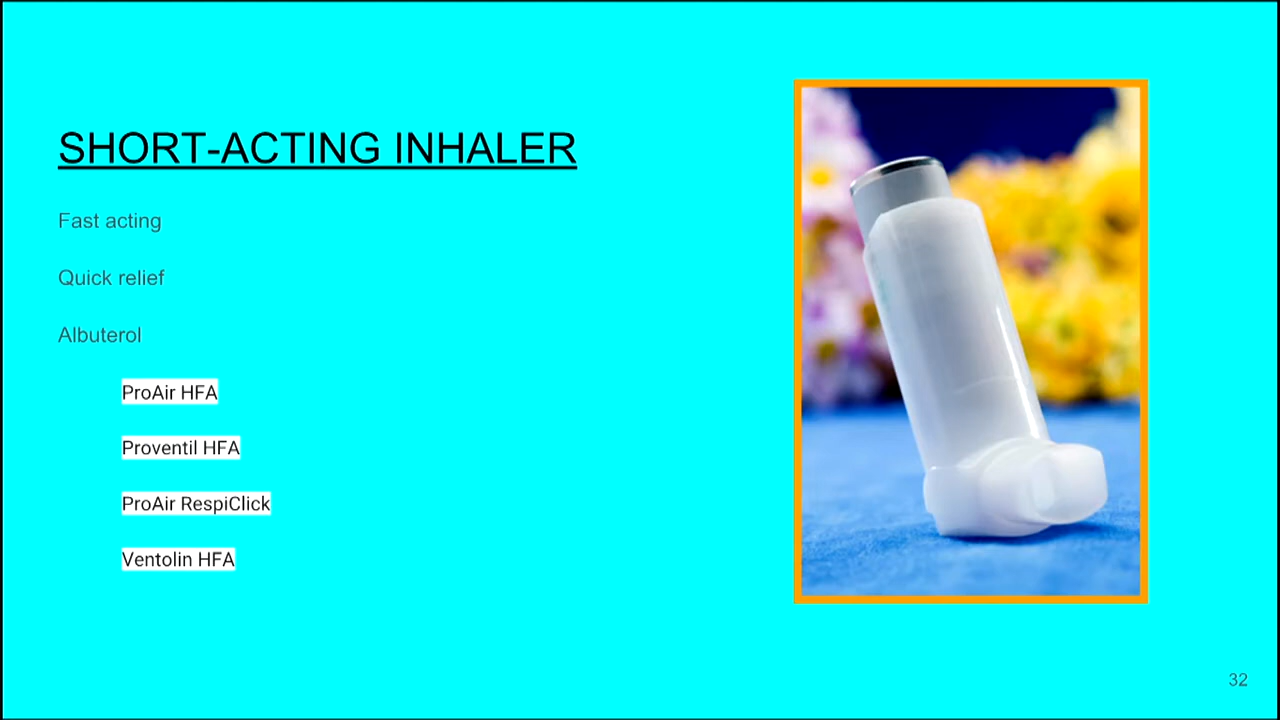 SHORT-ACTING INHALER
Fast acting
Quick relief
Albuterol
ProAir HFA
Proventil HFA
ProAir RespiClick
Ventolin HFA
32